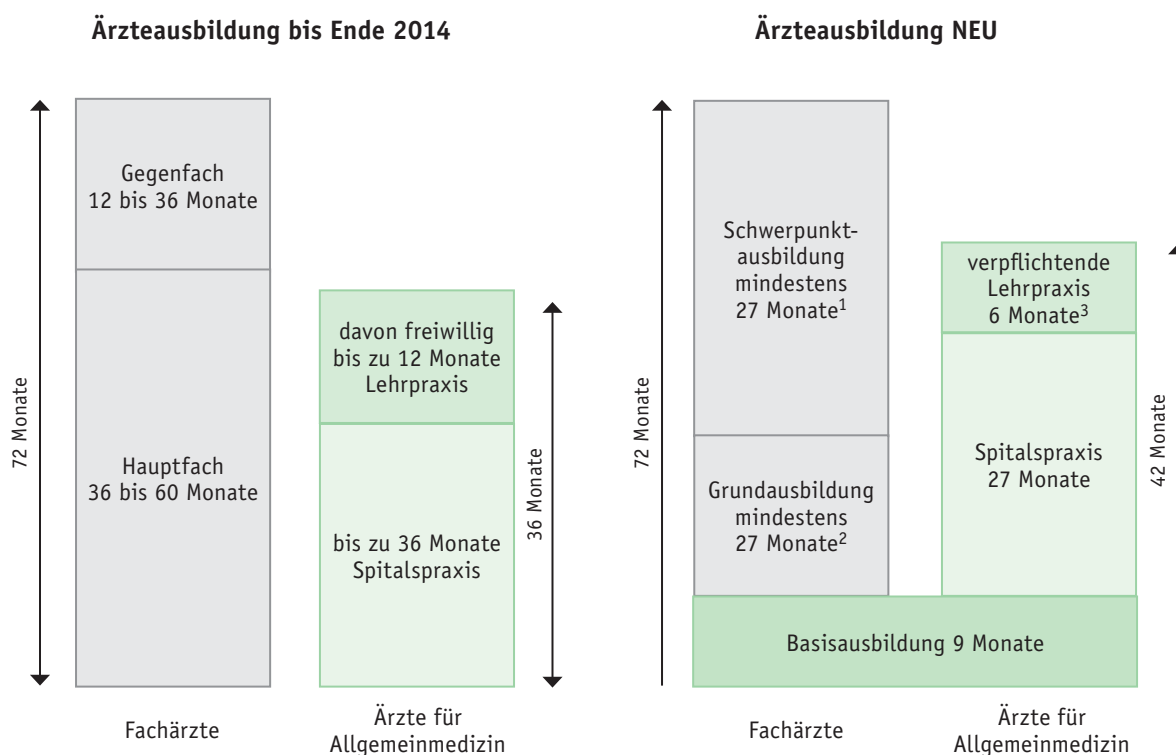 Ärzteausbildung bis Ende 2014
72 Monate
Gegenfach
12 bis 36 Monate
Hauptfach
36 bis 60 Monate
davon freiwillig
bis zu 12 Monate
Lehrpraxis
bis zu 36 Monate
Spitalspraxis
36 Monate
Fachärzte
Ärzte für
Allgemeinmedizin
Ärzteausbildung NEU
72 Monate
Schwerpunkt-
ausbildung
mindestens
27 Monate¹
Grundausbildung
mindestens
27 Monate²
verpflichtende
Lehrpraxis
6 Monate³
Spitalspraxis
27 Monate
42 Monate
Basisausbildung 9 Monate
Fachärzte
Ärzte für
Allgemeinmedizin